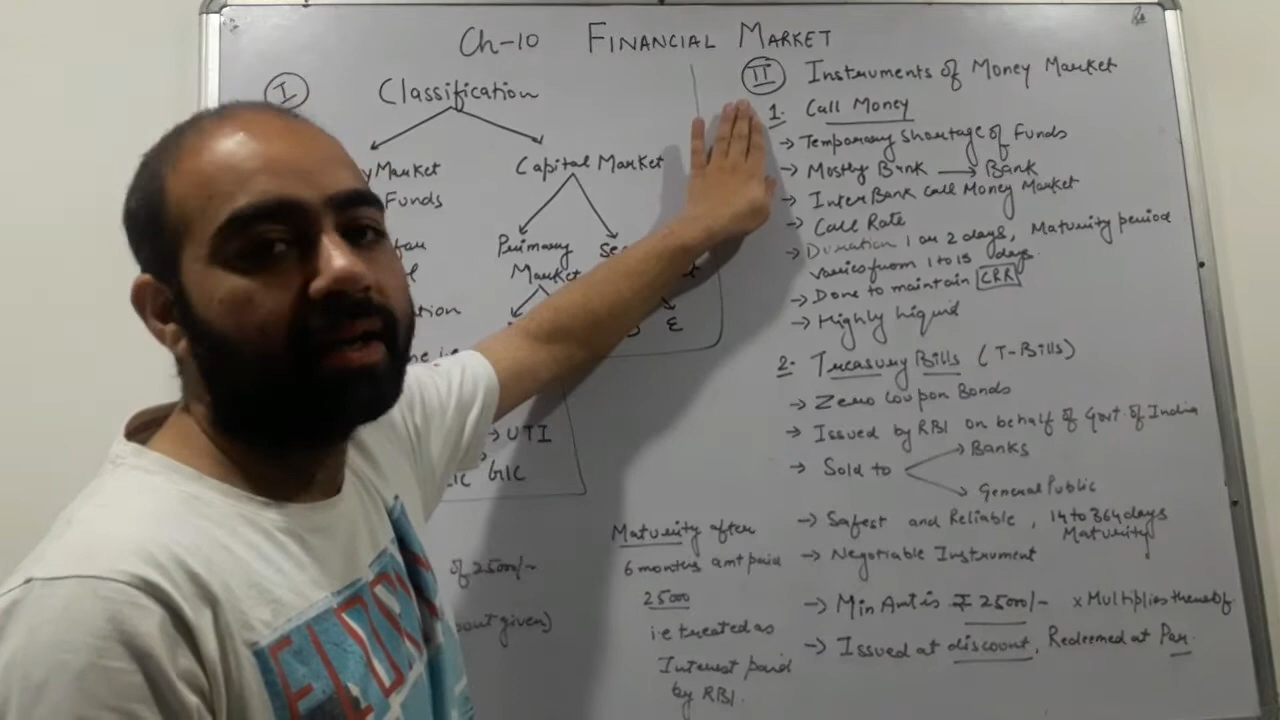 Ch-10 FINANCIAL MARKET
I Classification
y Market
Funds
Capital Market
Primary
Market
E
→ UTI
GIC
of 2500/-
given)
Maturity after
6 months amt paid
25000
i.e treated as
Interest paid
by RBI.
II Instruments of Money Market
1. Call Money
→ Temporary Shortage of Funds
→ Mostly Bank → Bank
→ InterBank call Money Market
→ Call Rate
→ Duration 1 or 2 days, Maturity period
varies from 1 to 15 days.
→ Done to maintain CRR
→ Highly liquid
2. Treasury Bills (T-Bills)
→ Zero Coupon Bonds
→ Issued by RBI on behalf of Govt. of India
→ Sold to → Banks
→ General Public
→ Safest and Reliable, 14 to 364 days
Maturity
→ Negotiable Instrument
→ Min Amt is ₹ 25000/- x Multiplies thereof
→ Issued at discount, Redeemed at Par.
ELDOR